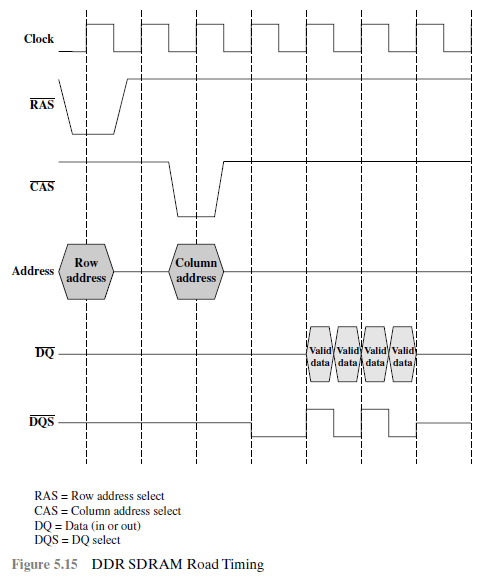 Clock
RAS
CAS
Address
Row
address
Column
address
DQ
Valid Valid Valid Valid
data data data data
DQS
RAS = Row address select
CAS = Column address select
DQ = Data (in or out)
DQS = DQ select
Figure 5.15 DDR SDRAM Road Timing